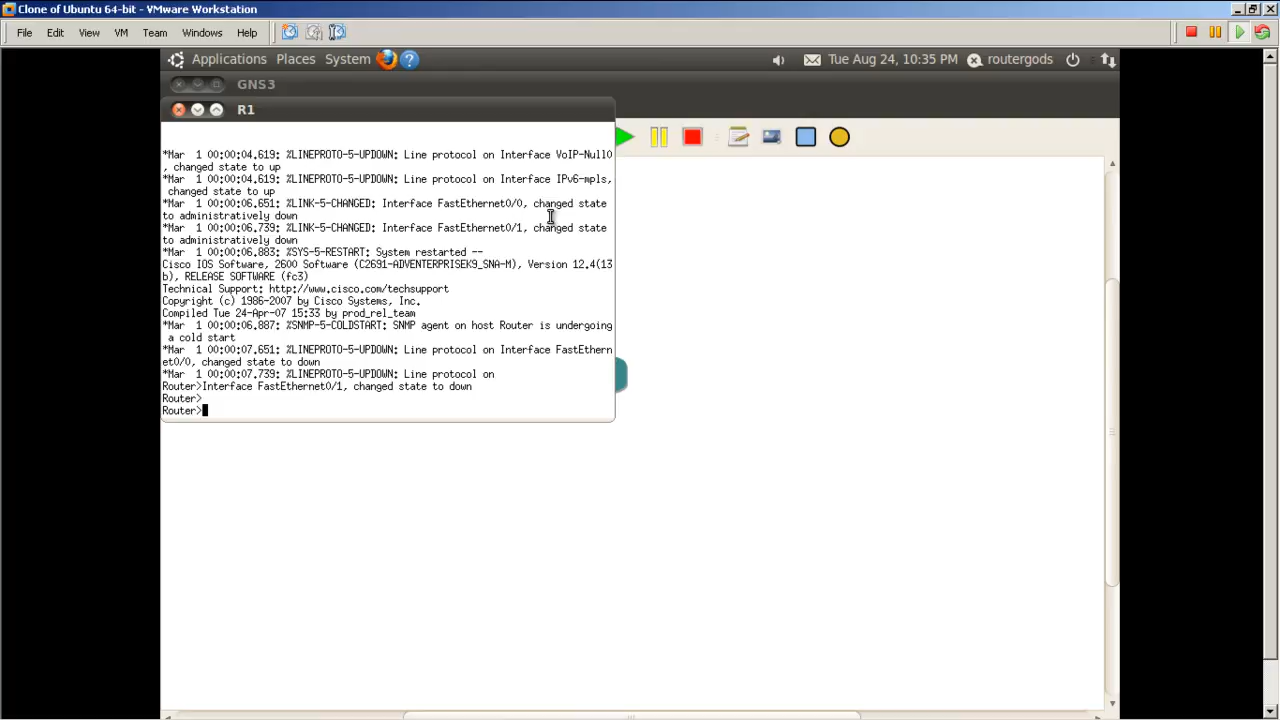 Clone of Ubuntu 64-bit - VMware Workstation
File Edit View VM Team Windows Help
Applications Places System Tue Aug 24, 10:35 PM routergods
GNS3
R1
*Mar 1 00:00:04.619: %LINEPROTO-5-UPDOWN: Line protocol on Interface VoIP-Null0
, changed state to up
*Mar 1 00:00:04.619: %LINEPROTO-5-UPDOWN: Line protocol on Interface IPv6-mpls,
changed state to up
*Mar 1 00:00:06.651: %LINK-5-CHANGED: Interface FastEthernet0/0, changed state
to administratively down
*Mar 1 00:00:06.739: %LINK-5-CHANGED: Interface FastEthernet0/1, changed state
to administratively down
*Mar 1 00:00:06.883: %SYS-5-RESTART: System restarted --
Cisco IOS Software, 2600 Software (C2691-ADVENTERPRISEK9_SNA-M), Version 12.4(13
b), RELEASE SOFTWARE (fc3)
Technical Support: http://www.cisco.com/techsupport
Copyright (c) 1986-2007 by Cisco Systems, Inc.
Compiled Tue 24-Apr-07 15:33 by prod_rel_team
*Mar 1 00:00:06.887: %SNMP-5-COLDSTART: SNMP agent on host Router is undergoing
a cold start
*Mar 1 00:00:07.651: %LINEPROTO-5-UPDOWN: Line protocol on Interface FastEthern
et0/0, changed state to down
*Mar 1 00:00:07.739: %LINEPROTO-5-UPDOWN: Line protocol on
Router>Interface FastEthernet0/1, changed state to down
Router>
Router>